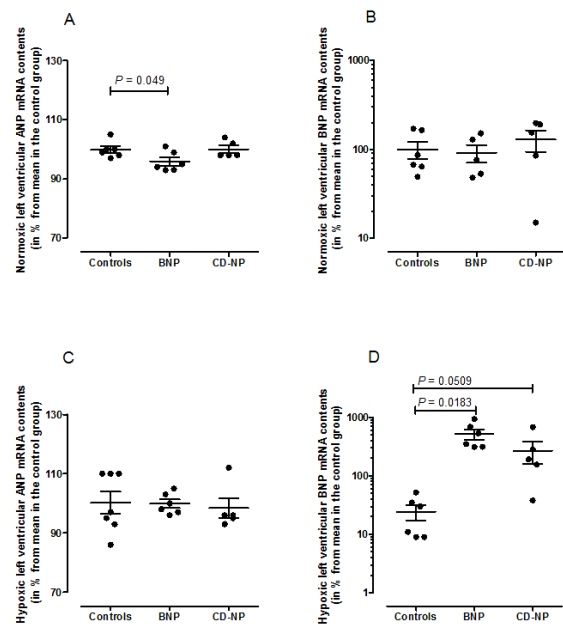 A
Normoxic left ventricular ANP mRNA contents
(in % from mean in the control group)
130
110
90
70
P = 0.049
Controls
BNP
CD-NP
B
Normoxic left ventricular BNP mRNA contents
(in % from mean in the control group)
1000
100
10
Controls
BNP
CD-NP
C
Hypoxic left ventricular ANP mRNA contents
(in % from mean in the control group)
130
110
90
70
Controls
BNP
CD-NP
D
Hypoxic left ventricular BNP mRNA contents
(in % from mean in the control group)
P = 0.0509
P = 0.0183
1000
100
10
1
Controls
BNP
CD-NP